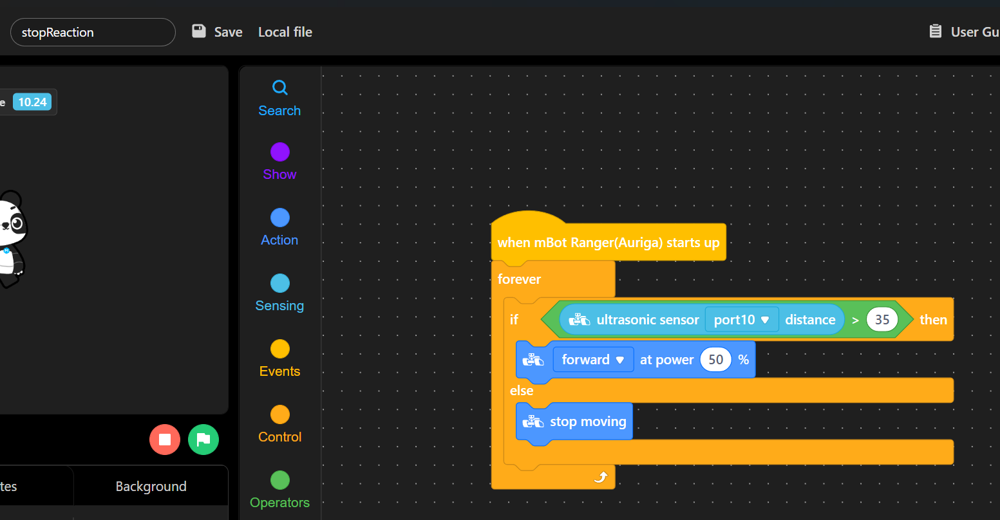 stopReaction Save Local file User Gu
e 10.24
Search
Show
Action
Sensing
Events
Control
Operators
when mBot Ranger(Auriga) starts up
forever
if ultrasonic sensor port10 distance > 35 then
forward at power 50 %
else
stop moving
tes Background